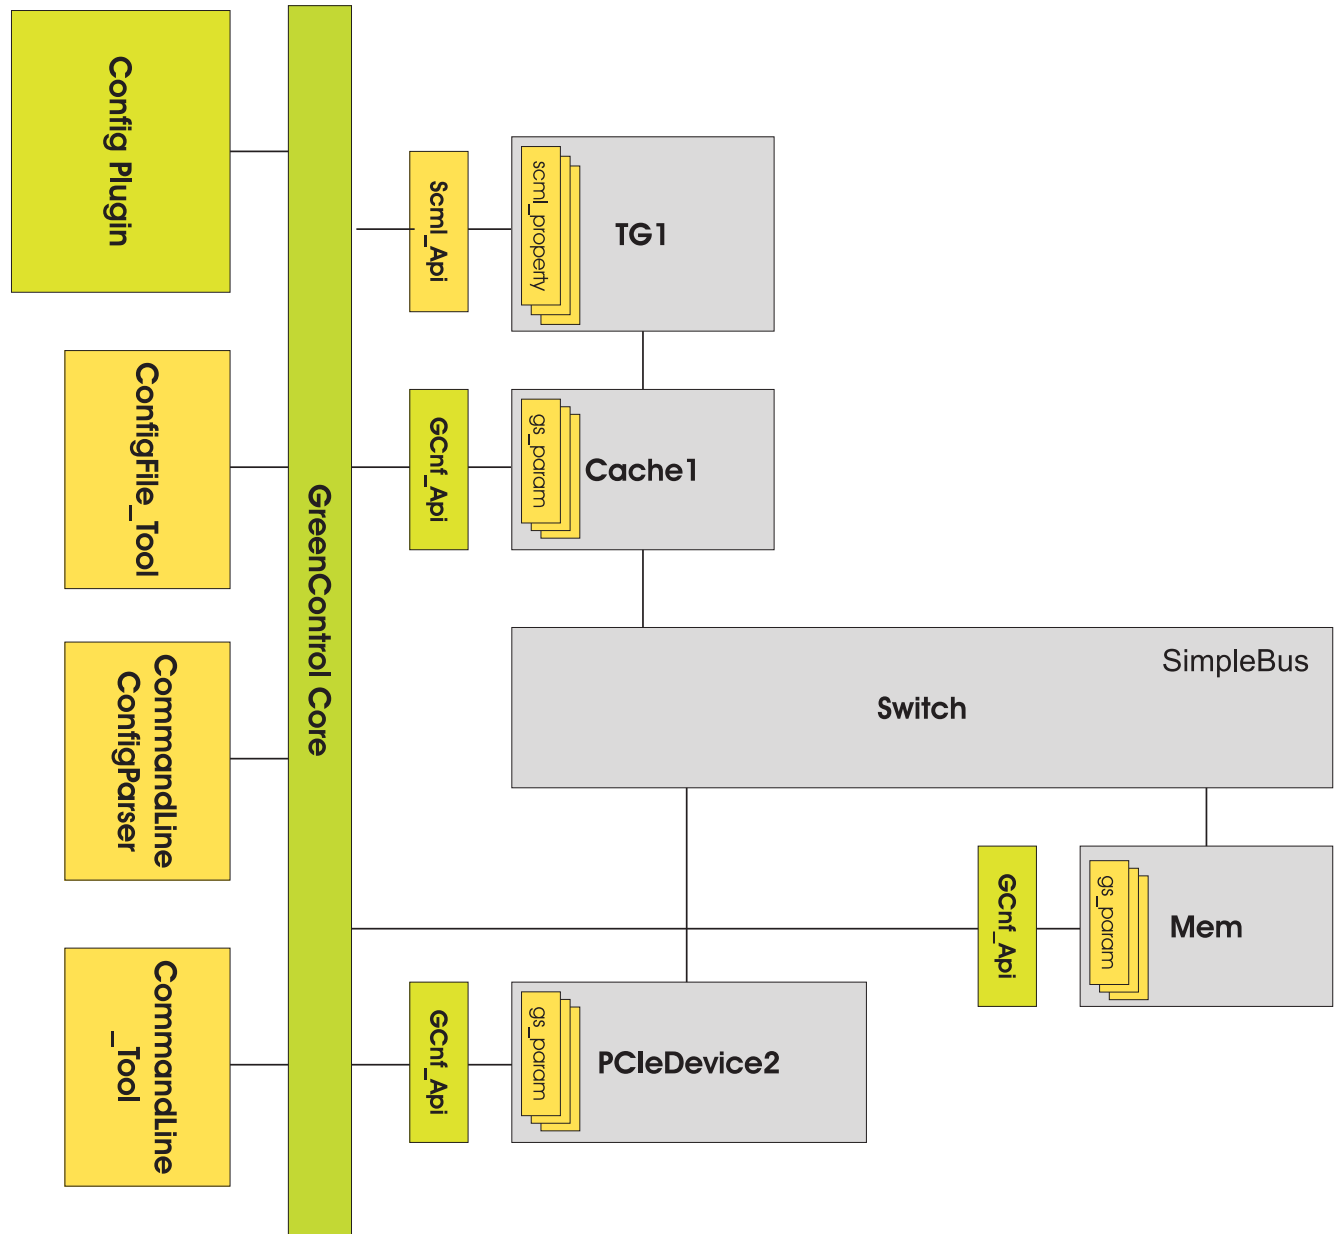 Config Plugin
Scml_Api
scml_property
TG1
ConfigFile_Tool
GCnf_Api
gs_param
Cache1
GreenControl Core
SimpleBus
Switch
CommandLine
ConfigParser
GCnf_Api
gs_param
Mem
CommandLine
_Tool
GCnf_Api
gs_param
PCIeDevice2